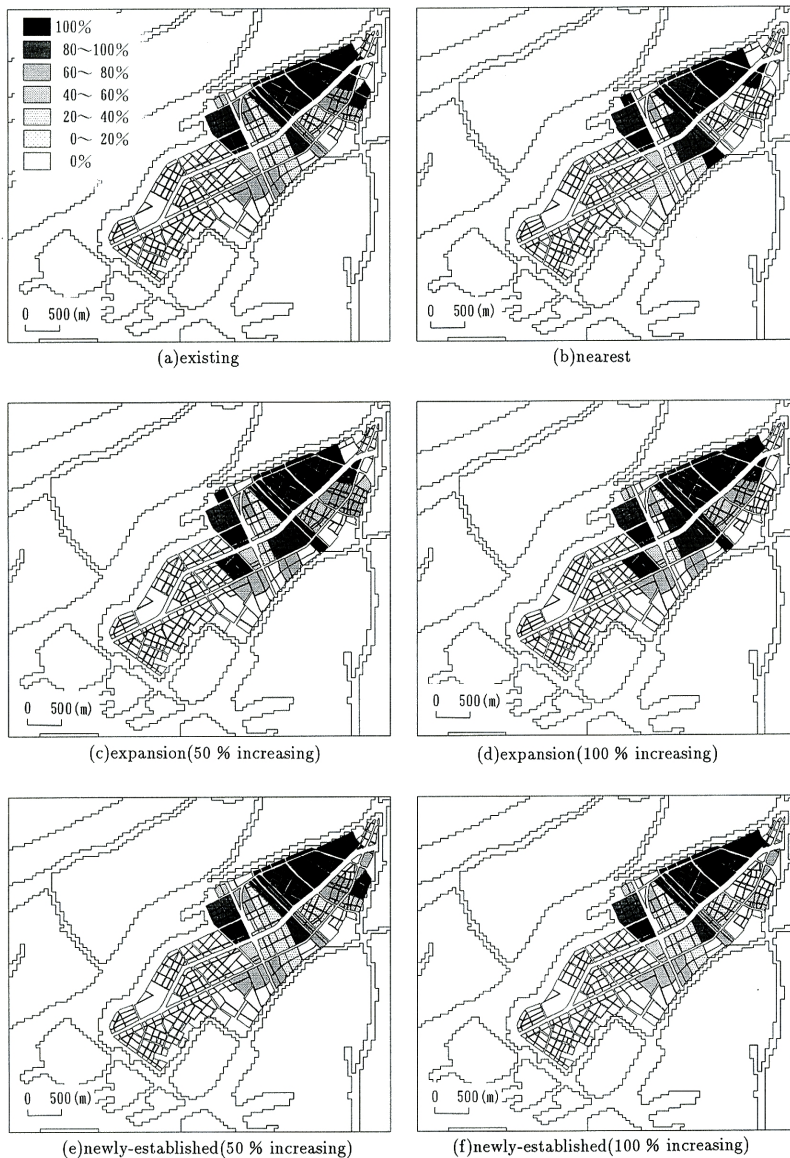 100%
80～100%
60～ 80%
40～ 60%
20～ 40%
0～ 20%
0%
0 500(m)
0 500(m)
(a)existing
(b)nearest
0 500(m)
0 500(m)
(c)expansion(50 % increasing)
(d)expansion(100 % increasing)
0 500(m)
0 500(m)
(e)newly-established(50 % increasing)
(f)newly-established(100 % increasing)